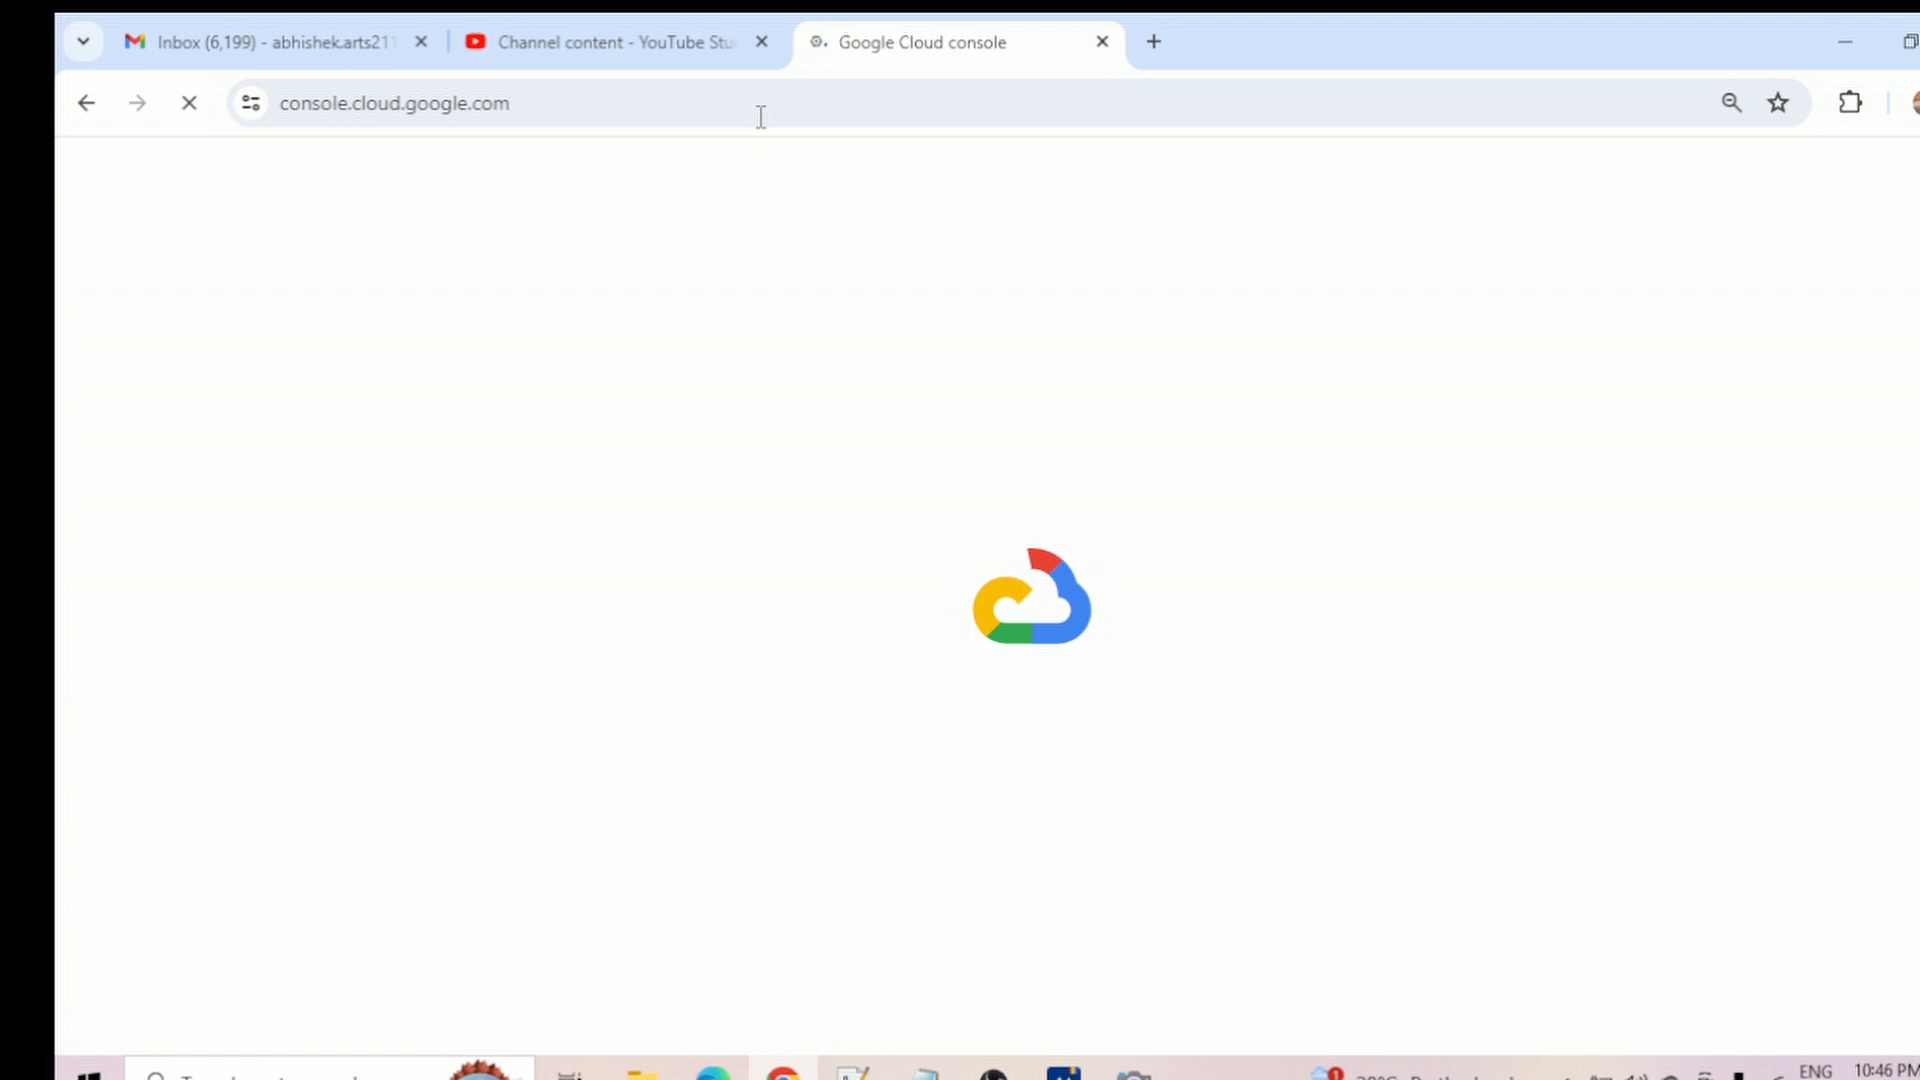 Inbox (6,199) - abhishek.arts211
Channel content - YouTube Stu
Google Cloud console
console.cloud.google.com
ENG
10:46 PM